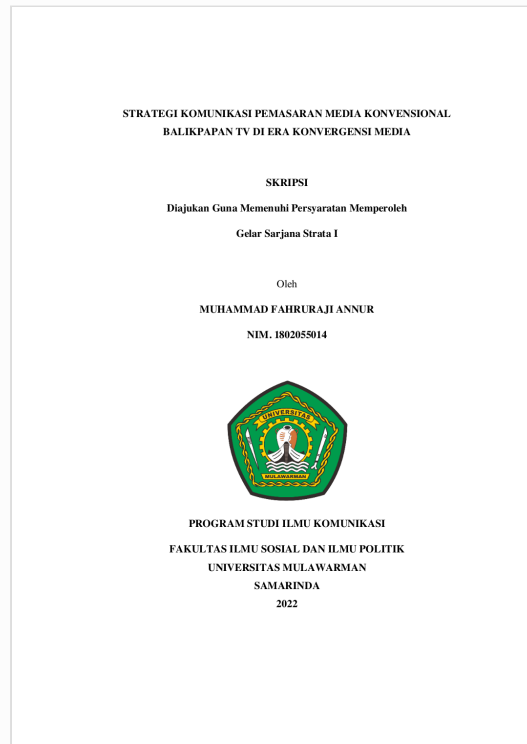 STRATEGI KOMUNIKASI PEMASARAN MEDIA KONVENSIONAL
BALIKPAPAN TV DI ERA KONVERGENSI MEDIA
SKRIPSI
Diajukan Guna Memenuhi Persyaratan Memperoleh
Gelar Sarjana Strata I
Oleh
MUHAMMAD FAHRURAJI ANNUR
NIM. 1802055014
UNIVERSITAS
MULAWARMAN
PROGRAM STUDI ILMU KOMUNIKASI
FAKULTAS ILMU SOSIAL DAN ILMU POLITIK
UNIVERSITAS MULAWARMAN
SAMARINDA
2022